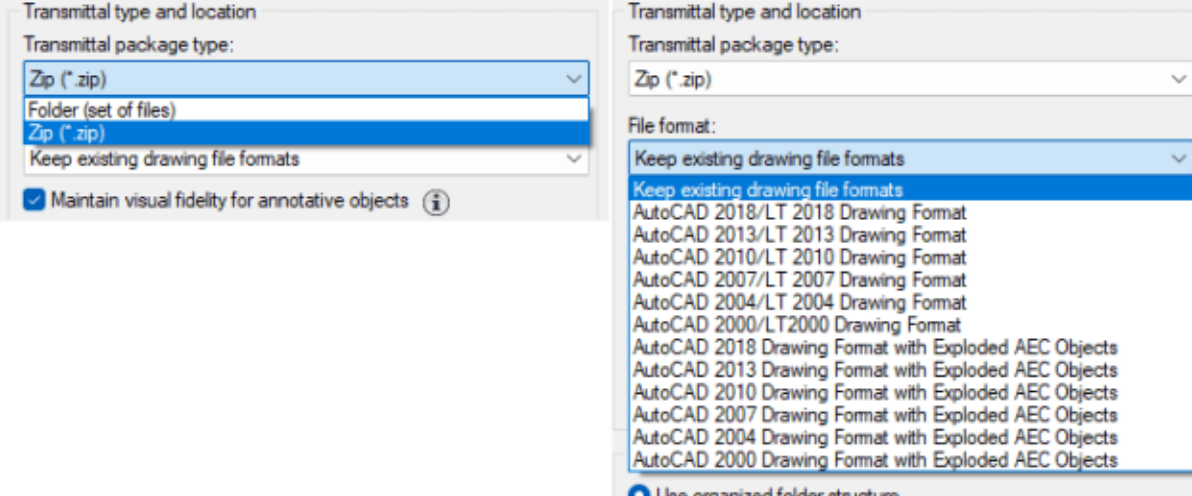 Transmittal type and location
Transmittal package type:
Zip (*.zip)
Folder (set of files)
Zip (*.zip)
Keep existing drawing file formats
Maintain visual fidelity for annotative objects
Transmittal type and location
Transmittal package type:
Zip (*.zip)
File format:
Keep existing drawing file formats
Keep existing drawing file formats
AutoCAD 2018/LT 2018 Drawing Format
AutoCAD 2013/LT 2013 Drawing Format
AutoCAD 2010/LT 2010 Drawing Format
AutoCAD 2007/LT 2007 Drawing Format
AutoCAD 2004/LT 2004 Drawing Format
AutoCAD 2000/LT2000 Drawing Format
AutoCAD 2018 Drawing Format with Exploded AEC Objects
AutoCAD 2013 Drawing Format with Exploded AEC Objects
AutoCAD 2010 Drawing Format with Exploded AEC Objects
AutoCAD 2007 Drawing Format with Exploded AEC Objects
AutoCAD 2004 Drawing Format with Exploded AEC Objects
AutoCAD 2000 Drawing Format with Exploded AEC Objects
Use organized folder structure